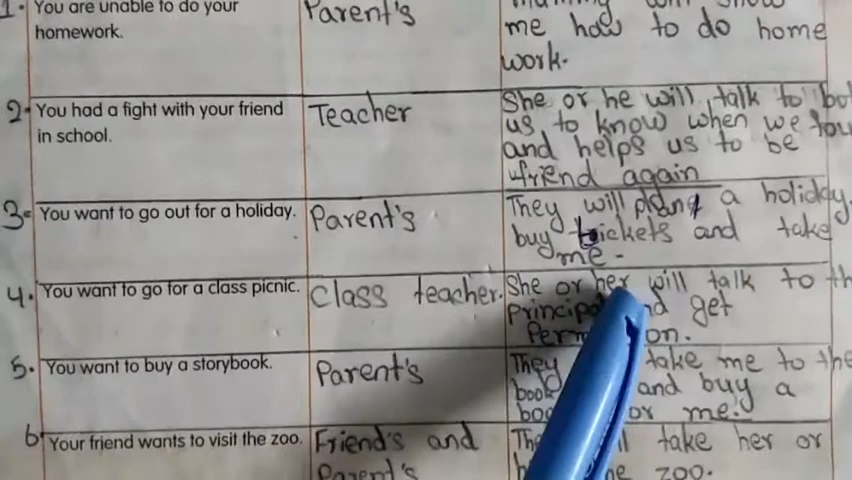 1. You are unable to do your homework. Parent's me how to do home work.
2. You had a fight with your friend in school. Teacher She or he will talk to us to know when we and helps us to be friend again
3. You want to go out for a holiday. Parent's They will plan a holiday. buy tickets and take me.
4. You want to go for a class picnic. Class teacher. She or her will talk to get
5. You want to buy a storybook. Parent's They take me to the book and buy a or me.
6 Your friend wants to visit the zoo. Friend's and Parent's take her or zoo.